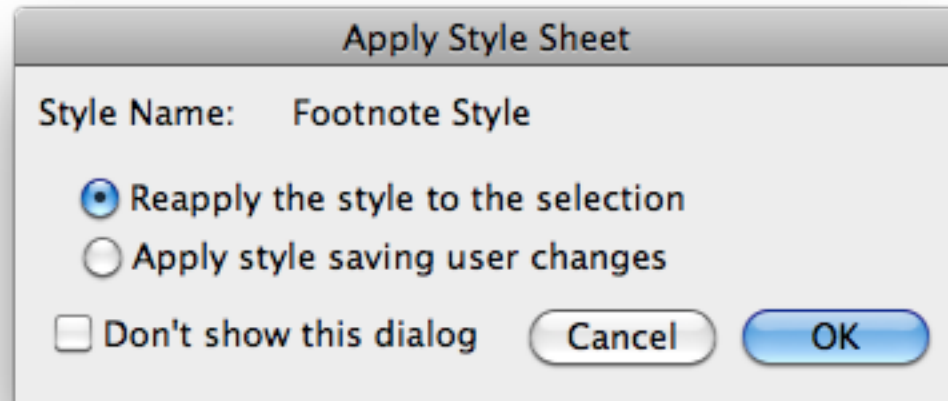 Apply Style Sheet
Style Name: Footnote Style
Reapply the style to the selection
Apply style saving user changes
Don't show this dialog Cancel OK